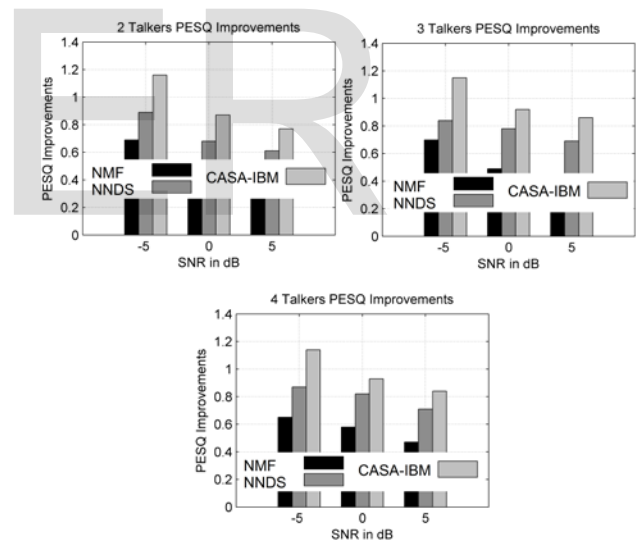 2 Talkers PESQ Improvements
1.4
1.2
1
0.8
0.6
0.4
0.2
0
PESQ Improvements
NMF
NNDS
CASA-IBM
-5 0 5
SNR in dB
3 Talkers PESQ Improvements
1.4
1.2
1
0.8
0.6
0.4
0.2
0
PESQ Improvements
NMF
NNDS
CASA-IBM
-5 0 5
SNR in dB
4 Talkers PESQ Improvements
1.4
1.2
1
0.8
0.6
0.4
0.2
0
PESQ Improvements
NMF
NNDS
CASA-IBM
-5 0 5
SNR in dB
ER